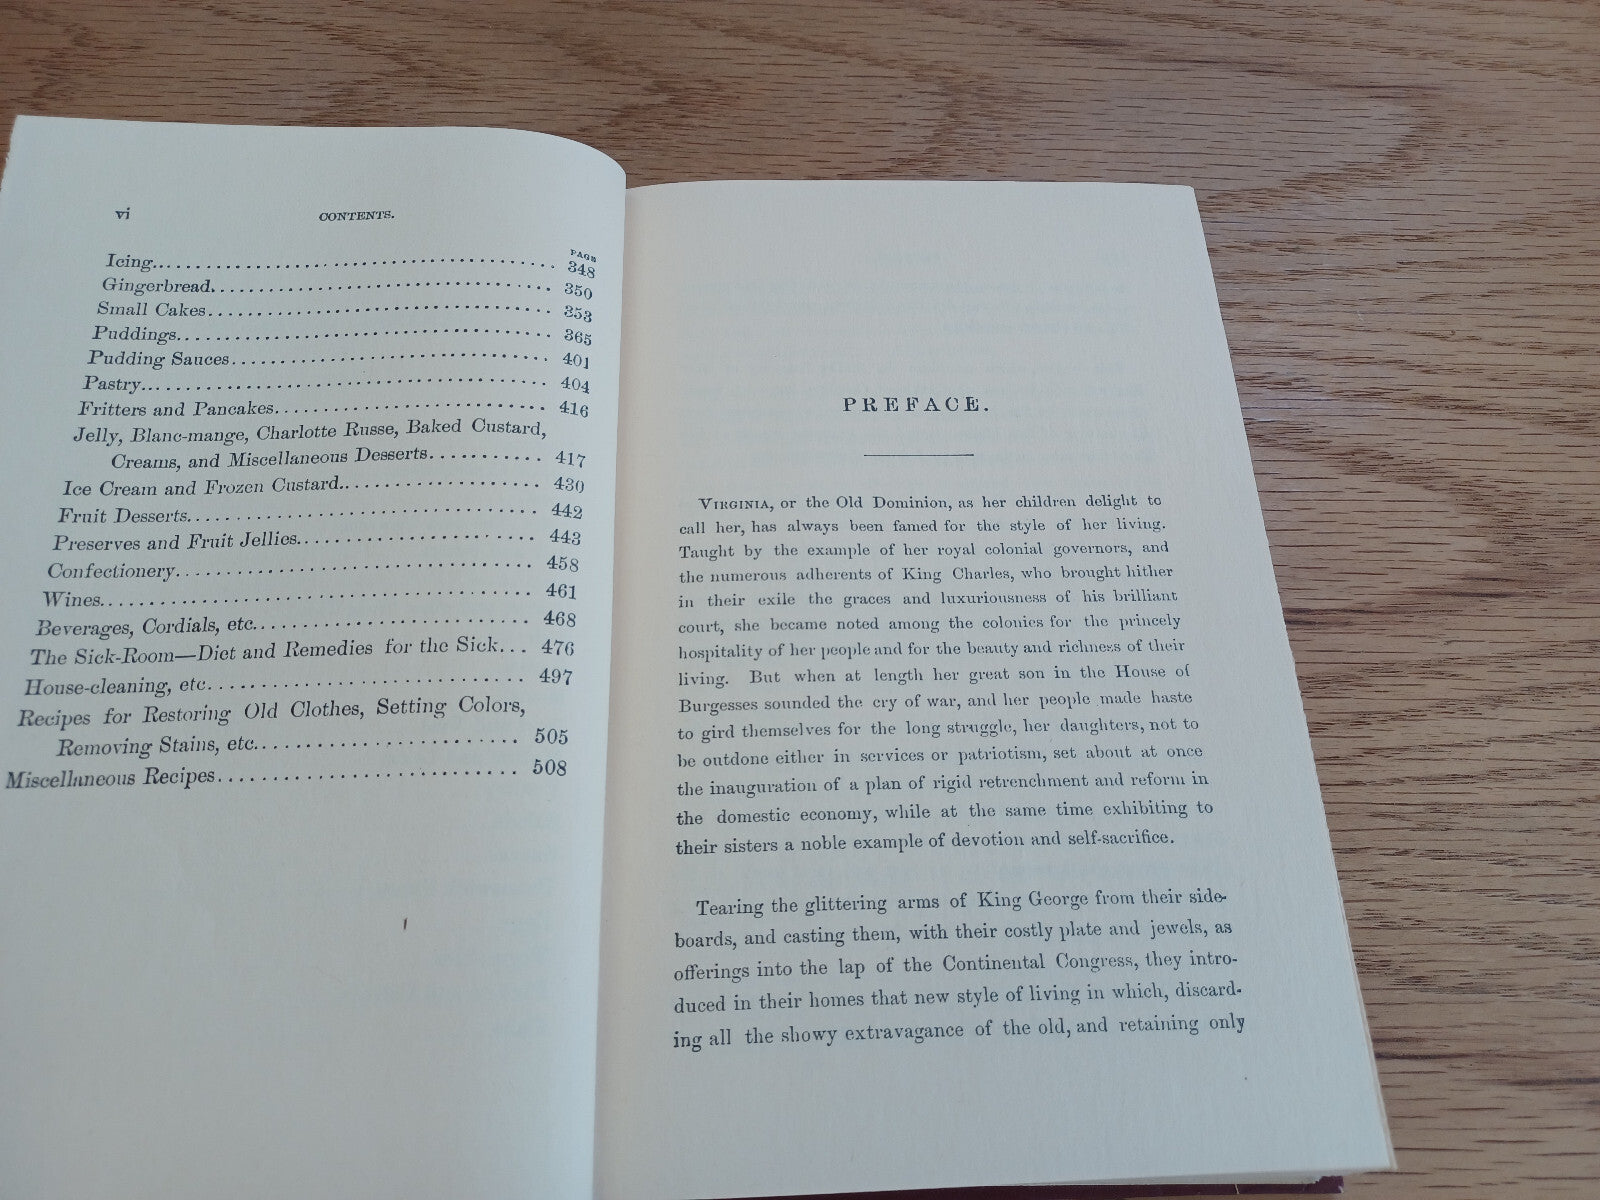 vi CONTENTS.
PAGE
Icing.......................................... 348
Gingerbread..................................... 350
Small Cakes..................................... 353
Puddings........................................ 365
Pudding Sauces.................................. 401
Pastry.......................................... 404
Fritters and Pancakes........................... 416
Jelly, Blanc-mange, Charlotte Russe, Baked Custard,
Creams, and Miscellaneous Desserts........... 417
Ice Cream and Frozen Custard.................... 430
Fruit Desserts.................................. 442
Preserves and Fruit Jellies..................... 443
Confectionery................................... 458
Wines........................................... 461
Beverages, Cordials, etc........................ 468
The Sick-Room—Diet and Remedies for the Sick... 476
House-cleaning, etc............................. 497
Recipes for Restoring Old Clothes, Setting Colors,
Removing Stains, etc......................... 505
Miscellaneous Recipes........................... 508
PREFACE.
VIRGINIA, or the Old Dominion, as her children delight to
call her, has always been famed for the style of her living.
Taught by the example of her royal colonial governors, and
the numerous adherents of King Charles, who brought hither
in their exile the graces and luxuriousness of his brilliant
court, she became noted among the colonies for the princely
hospitality of her people and for the beauty and richness of their
living. But when at length her great son in the House of
Burgesses sounded the cry of war, and her people made haste
to gird themselves for the long struggle, her daughters, not to
be outdone either in services or patriotism, set about at once
the inauguration of a plan of rigid retrenchment and reform in
the domestic economy, while at the same time exhibiting to
their sisters a noble example of devotion and self-sacrifice.
Tearing the glittering arms of King George from their side-
boards, and casting them, with their costly plate and jewels, as
offerings into the lap of the Continental Congress, they intro-
duced in their homes that new style of living in which, discard-
ing all the showy extravagance of the old, and retaining only